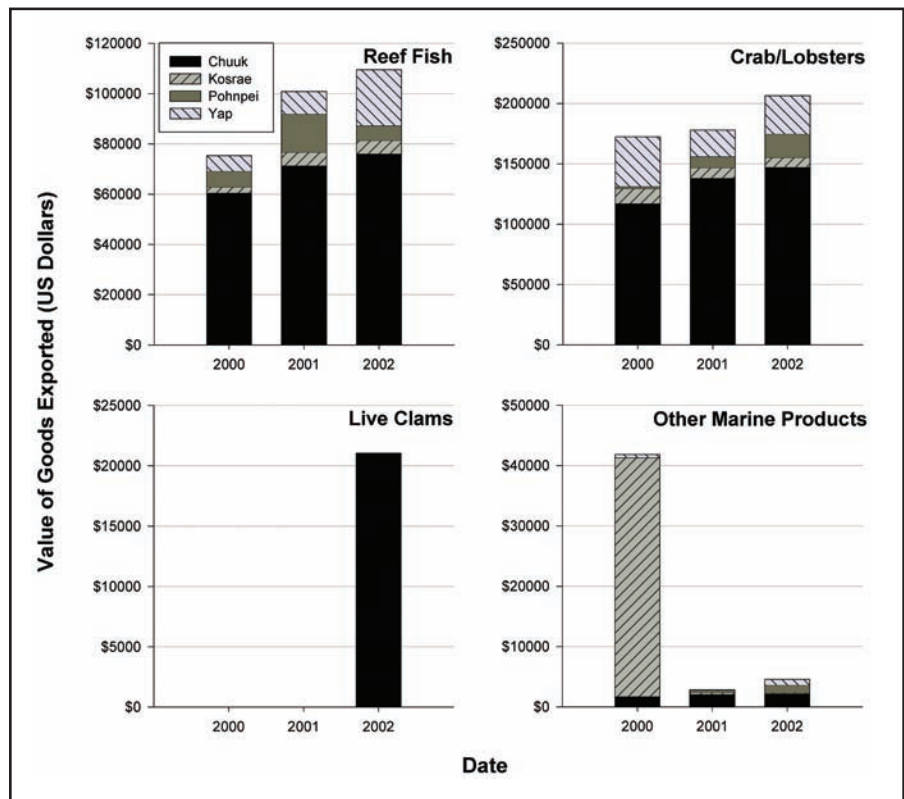 Value of Goods Exported (US Dollars)
Reef Fish
Chuuk
Kosrae
Pohnpei
Yap
$120000
$100000
$80000
$60000
$40000
$20000
$0
2000 2001 2002
Crab/Lobsters
$250000
$200000
$150000
$100000
$50000
$0
2000 2001 2002
Live Clams
$25000
$20000
$15000
$10000
$5000
$0
2000 2001 2002
Other Marine Products
$50000
$40000
$30000
$20000
$10000
$0
2000 2001 2002
Date